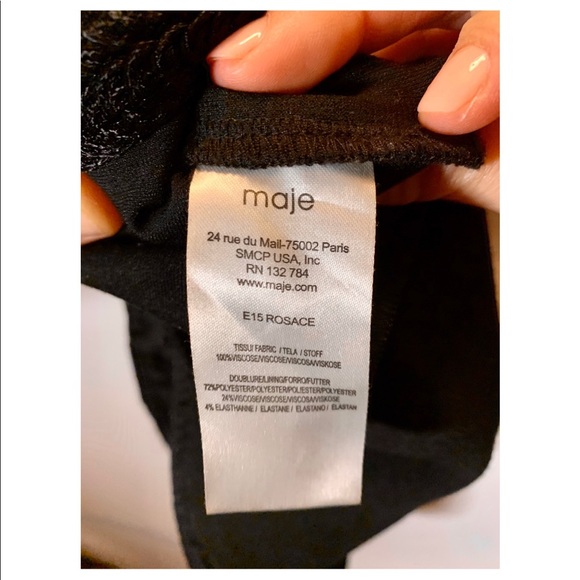 maje
24 rue du Mail-75002 Paris
SMCP USA, Inc
RN 132 784
www.maje.com
E15 ROSACE
TISSU/ FABRIC / TELA / STOFF
100%VISCOSE/VISCOSE/VISCOSA/VISKOSE
DOUBLURE/LINING/FORRO/FUTTER
72%POLYESTER/POLYESTER/POLYESTER/POLYESTER
24%VISCOSE/VISCOSE/VISCOSA/VISKOSE
4% ELASTHANNE / ELASTANE / ELASTANO / ELASTAN